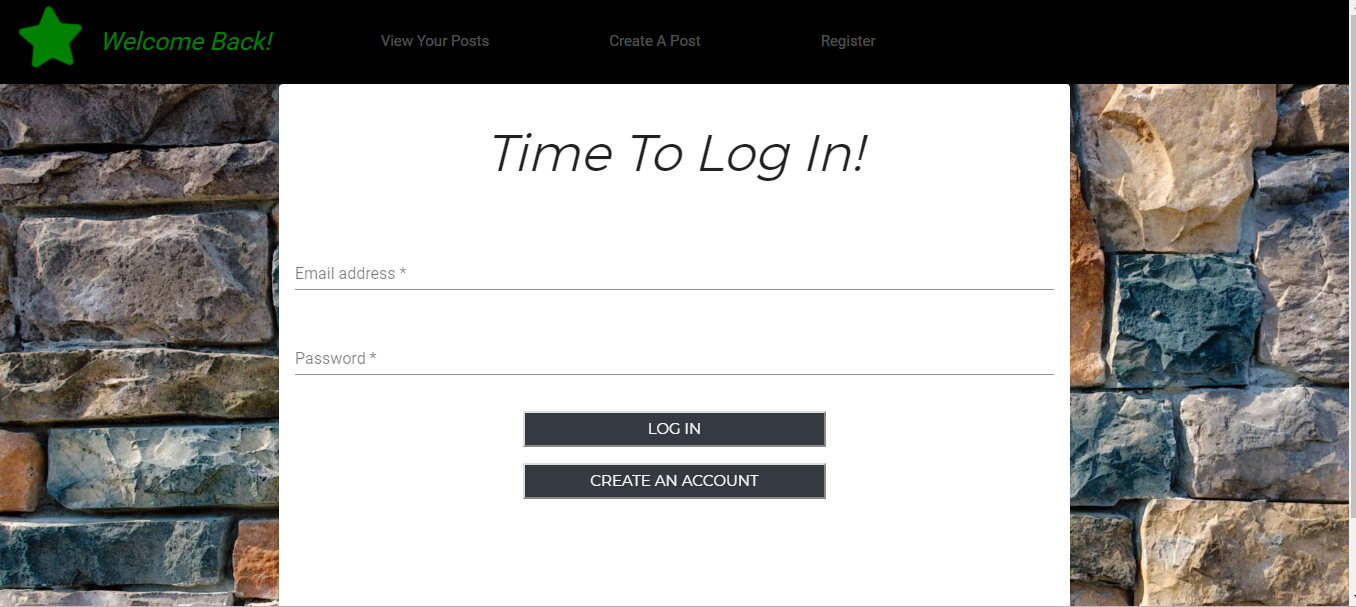 Welcome Back! View Your Posts Create A Post Register
Time To Log In!
Email address *
Password *
LOG IN
CREATE AN ACCOUNT